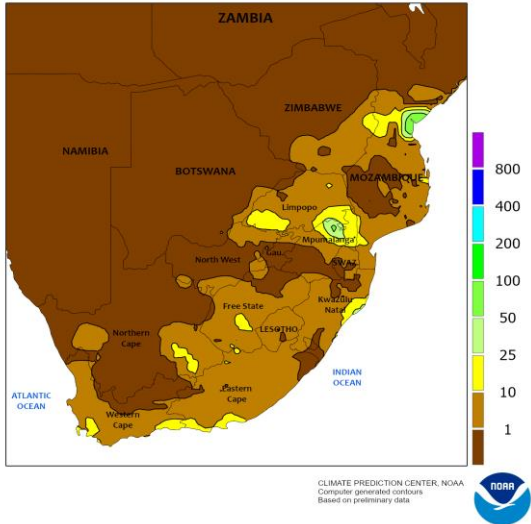 ZAMBIA
ZIMBABWE
NAMIBIA
BOTSWANA
MOZAMBIQUE
Limpopo
Mpumalanga
North West
Gau.
SWAZ.
Free State
Kwazulu
Natal
LESOTHO
Northern
Cape
INDIAN
OCEAN
ATLANTIC
OCEAN
Eastern
Cape
Western
Cape
800
400
200
100
50
25
10
1
CLIMATE PREDICTION CENTER, NOAA
Computer generated contours
Based on preliminary data
NOAA